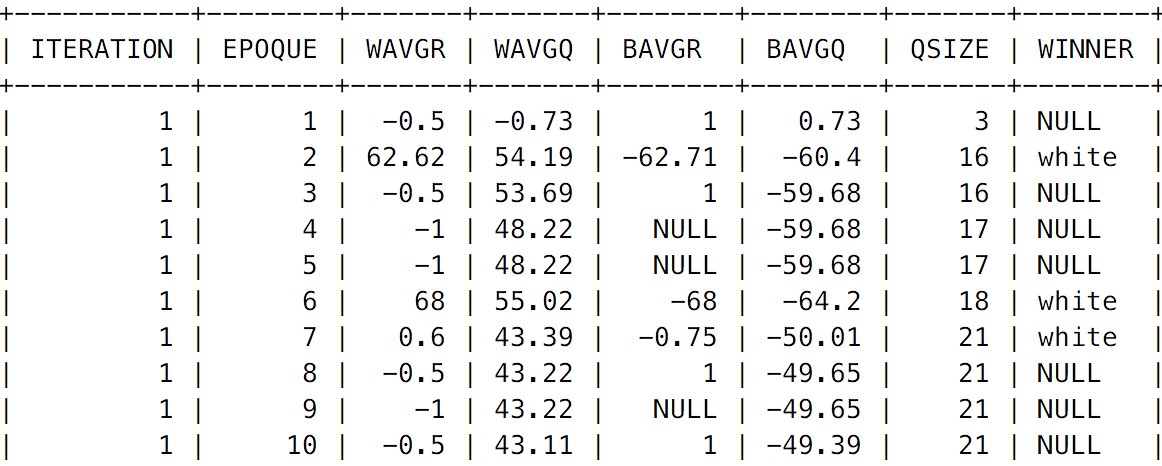 +-----------+--------+-------+-------+--------+--------+-------+--------+
| ITERATION | EPOQUE | WAVGR | WAVGQ | BAVGR | BAVGQ | QSIZE | WINNER |
+-----------+--------+-------+-------+--------+--------+-------+--------+
| 1 | 1 | -0.5 | -0.73 | 1 | 0.73 | 3 | NULL |
| 1 | 2 | 62.62 | 54.19 | -62.71 | -60.4 | 16 | white |
| 1 | 3 | -0.5 | 53.69 | 1 | -59.68 | 16 | NULL |
| 1 | 4 | -1 | 48.22 | NULL | -59.68 | 17 | NULL |
| 1 | 5 | -1 | 48.22 | NULL | -59.68 | 17 | NULL |
| 1 | 6 | 68 | 55.02 | -68 | -64.2 | 18 | white |
| 1 | 7 | 0.6 | 43.39 | -0.75 | -50.01 | 21 | white |
| 1 | 8 | -0.5 | 43.22 | 1 | -49.65 | 21 | NULL |
| 1 | 9 | -1 | 43.22 | NULL | -49.65 | 21 | NULL |
| 1 | 10 | -0.5 | 43.11 | 1 | -49.39 | 21 | NULL |